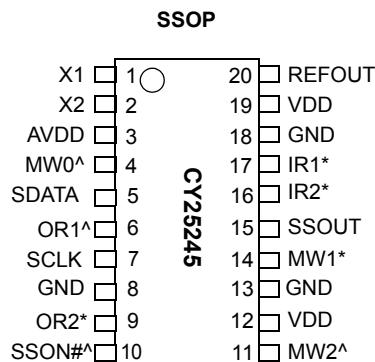 SSOP
X1 1 20 REFOUT
X2 2 19 VDD
AVDD 3 18 GND
MW0^ 4 17 IR1*
SDATA 5 16 IR2*
OR1^ 6 15 SSOUT
SCLK 7 14 MW1*
GND 8 13 GND
OR2* 9 12 VDD
SSON#^ 10 11 MW2^
CY25245